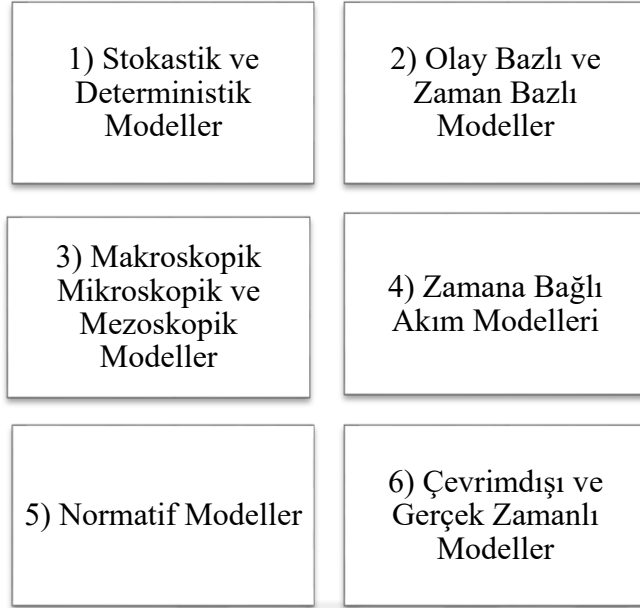 1) Stokastik ve
Deterministik
Modeller
2) Olay Bazlı ve
Zaman Bazlı
Modeller
3) Makroskopik
Mikroskopik ve
Mezoskopik
Modeller
4) Zamana Bağlı
Akım Modelleri
5) Normatif Modeller
6) Çevrimdışı ve
Gerçek Zamanlı
Modeller